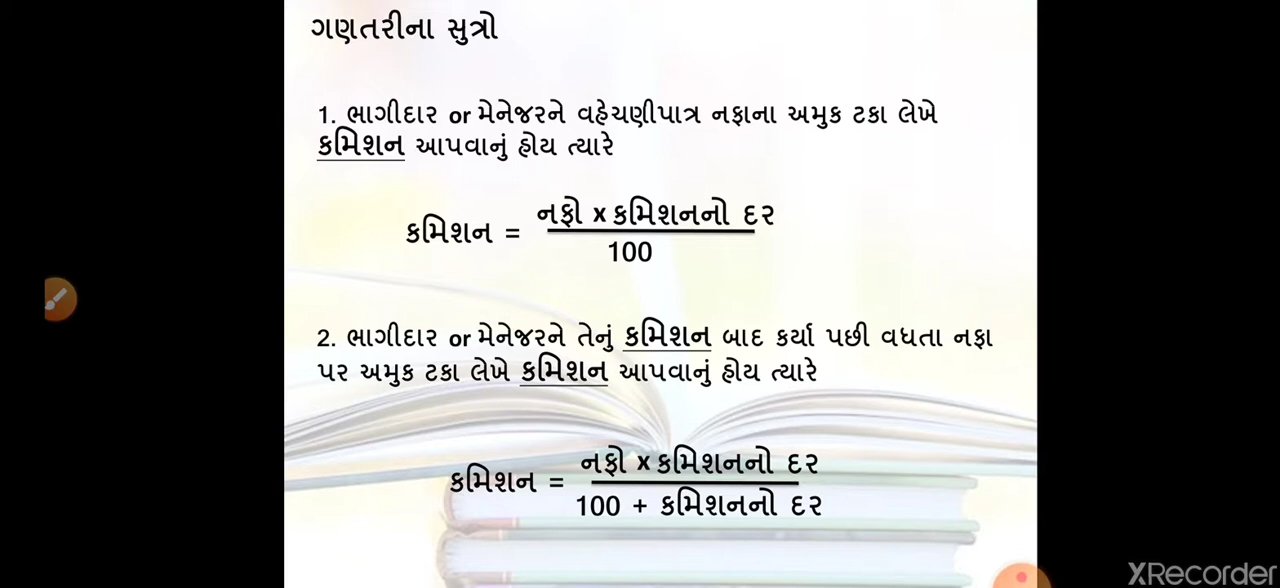 ગણતરીના સુત્રો
1. ભાગીદાર or મેનેજરને વહેચણીપાત્ર નફાના અમુક ટકા લેખે
કમિશન આપવાનું હોય ત્યારે
કમિશન = નફો x કમિશનનો દર
100
2. ભાગીદાર or મેનેજરને તેનું કમિશન બાદ કર્યા પછી વધતા નફા
પર અમુક ટકા લેખે કમિશન આપવાનું હોય ત્યારે
કમિશન = નફો x કમિશનનો દર
100 + કમિશનનો દર
XRecorder